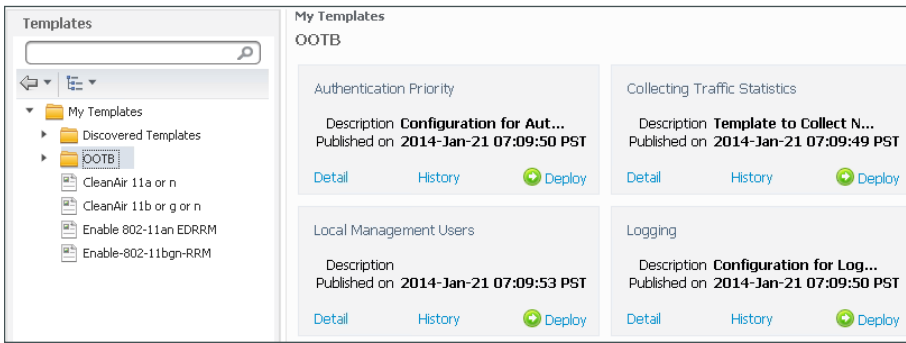 Templates
My Templates
Discovered Templates
OOTB
CleanAir 11a or n
CleanAir 11b or g or n
Enable 802-11an EDRRM
Enable-802-11bgn-RRM
My Templates
OOTB
Authentication Priority
Description Configuration for Aut...
Published on 2014-Jan-21 07:09:50 PST
Detail History Deploy
Collecting Traffic Statistics
Description Template to Collect N...
Published on 2014-Jan-21 07:09:49 PST
Detail History Deploy
Local Management Users
Description
Published on 2014-Jan-21 07:09:53 PST
Detail History Deploy
Logging
Description Configuration for Log...
Published on 2014-Jan-21 07:09:50 PST
Detail History Deploy